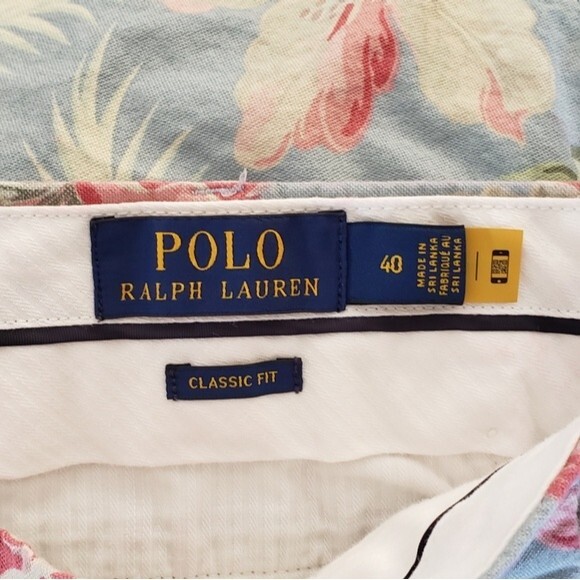 POLO
RALPH LAUREN
40
MADE IN
SRI LANKA
FABRIQUÉ AU
SRI LANKA
CLASSIC FIT